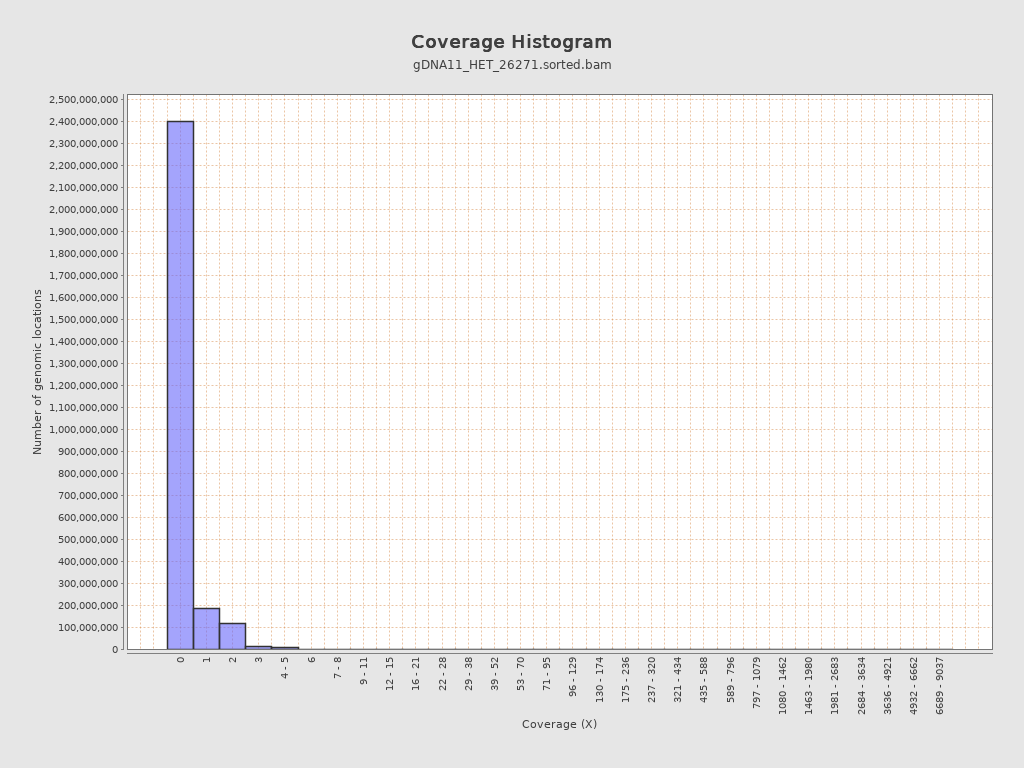 Coverage Histogram
gDNA11_HET_26271.sorted.bam
Number of genomic locations
2,500,000,000
2,400,000,000
2,300,000,000
2,200,000,000
2,100,000,000
2,000,000,000
1,900,000,000
1,800,000,000
1,700,000,000
1,600,000,000
1,500,000,000
1,400,000,000
1,300,000,000
1,200,000,000
1,100,000,000
1,000,000,000
900,000,000
800,000,000
700,000,000
600,000,000
500,000,000
400,000,000
300,000,000
200,000,000
100,000,000
0
0
1
2
3
4 - 5
6
7 - 8
9 - 11
12 - 15
16 - 21
22 - 28
29 - 38
39 - 52
53 - 70
71 - 95
96 - 129
130 - 174
175 - 236
237 - 320
321 - 434
435 - 588
589 - 796
797 - 1079
1080 - 1462
1463 - 1980
1981 - 2683
2684 - 3634
3636 - 4921
4932 - 6662
6689 - 9037
Coverage (X)